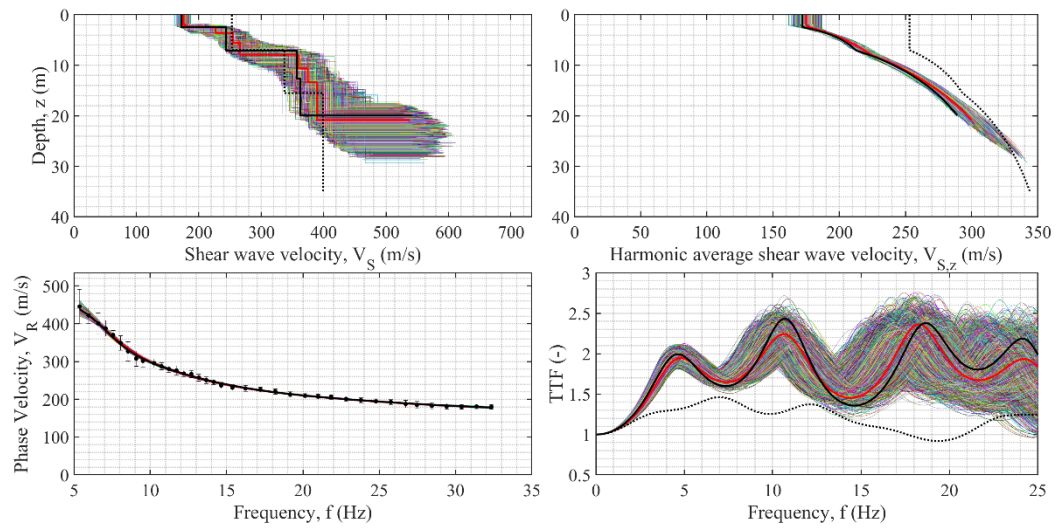 0
10
20
30
40
Depth, z (m)
0 100 200 300 400 500 600 700
Shear wave velocity, V_S (m/s)
0
10
20
30
40
0 50 100 150 200 250 300 350
Harmonic average shear wave velocity, V_S,z (m/s)
500
400
300
200
100
0
Phase Velocity, V_R (m/s)
5 10 15 20 25 30 35
Frequency, f (Hz)
3
2.5
2
1.5
1
0.5
TTF (-)
0 5 10 15 20 25
Frequency, f (Hz)